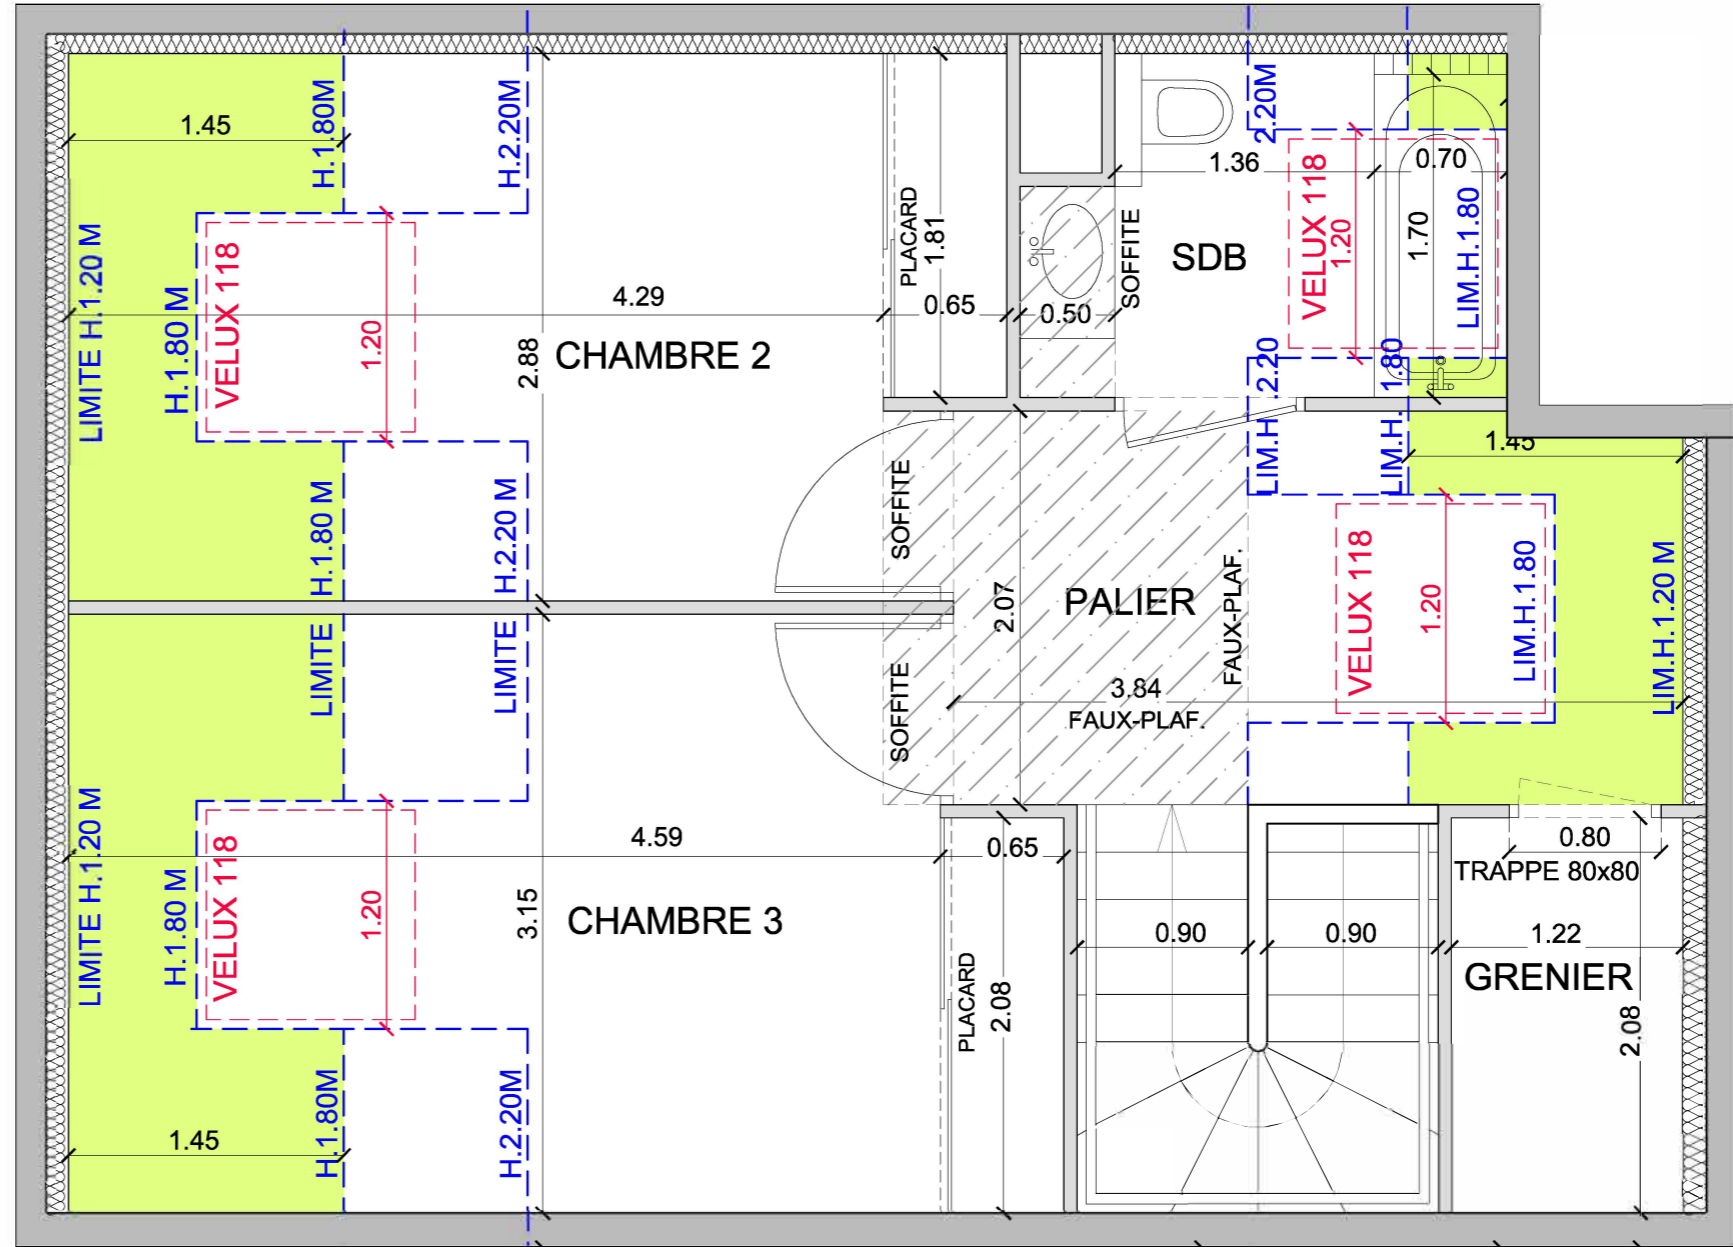 H.1.80M
H.2.20M
1.45
LIMITE H.1.20 M
H.1.80 M
VELUX 118
1.20
4.29
2.88
CHAMBRE 2
PLACARD
1.81
0.65
0.50
SOFFITE
SDB
1.36
2.20M
VELUX 118
1.20
0.70
1.70
LIM.H.1.80
H.1.80 M
H.2.20 M
LIMITE
LIMITE
SOFFITE
SOFFITE
2.07
PALIER
FAUX-PLAF.
3.84
FAUX-PLAF.
LIM.H. 2.20
LIM.H. 1.80
1.45
VELUX 118
1.20
LIM.H.1.80
LIM.H.1.20 M
LIMITE H.1.20 M
H.1.80 M
VELUX 118
1.20
4.59
3.15
CHAMBRE 3
0.65
PLACARD
2.08
0.90
0.90
0.80
TRAPPE 80x80
1.22
GRENIER
2.08
1.45
H.1.80M
H.2.20M